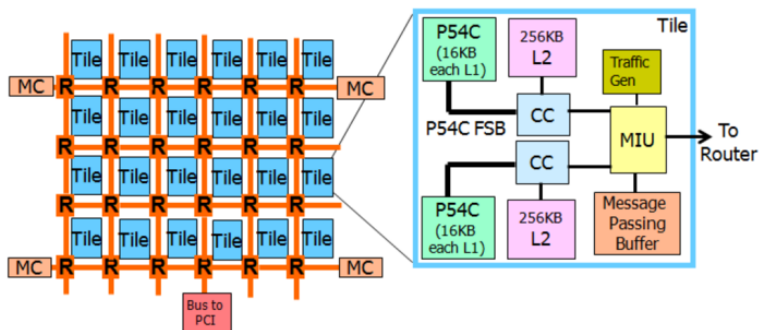 Tile Tile Tile Tile Tile Tile
MC R R R R R R MC
Tile Tile Tile Tile Tile Tile
R R R R R R
Tile Tile Tile Tile Tile Tile
R R R R R R
Tile Tile Tile Tile Tile Tile
MC R R R R R R MC
Bus to
PCI
Tile
P54C
(16KB
each L1)
256KB
L2
Traffic
Gen
CC
P54C FSB
MIU
To
Router
CC
P54C
(16KB
each L1)
256KB
L2
Message
Passing
Buffer